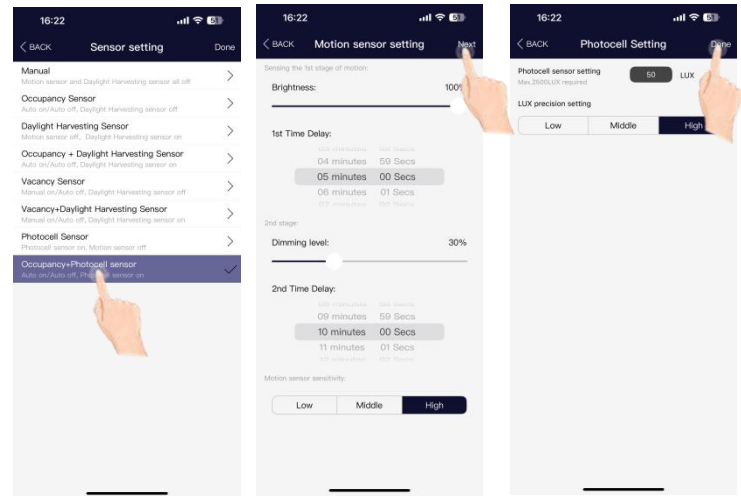 16:22
BACK Sensor setting Done
Manual
Motion sensor and Daylight Harvesting sensor all off
Occupancy Sensor
Auto on/Auto off, Daylight Harvesting sensor off
Daylight Harvesting Sensor
Motion sensor off, Daylight Harvesting sensor on
Occupancy + Daylight Harvesting Sensor
Auto on/Auto off, Daylight Harvesting sensor on
Vacancy Sensor
Manual on/Auto off, Daylight Harvesting sensor off
Vacancy+Daylight Harvesting Sensor
Manual on/Auto off, Daylight Harvesting sensor on
Photocell Sensor
Photocell sensor on, Motion sensor off
Occupancy+Photocell sensor
Auto on/Auto off, sensor on
16:22
BACK Motion sensor setting Next
Sensing the 1st stage of motion:
Brightness: 100%
1st Time Delay:
04 minutes 59 Secs
05 minutes 00 Secs
06 minutes 01 Secs
2nd stage:
Dimming level: 30%
2nd Time Delay:
09 minutes 59 Secs
10 minutes 00 Secs
11 minutes 01 Secs
Motion sensor sensitivity:
Low Middle High
16:22
BACK Photocell Setting Done
Photocell sensor setting 50 LUX
Max.2500LUX required
LUX precision setting
Low Middle High